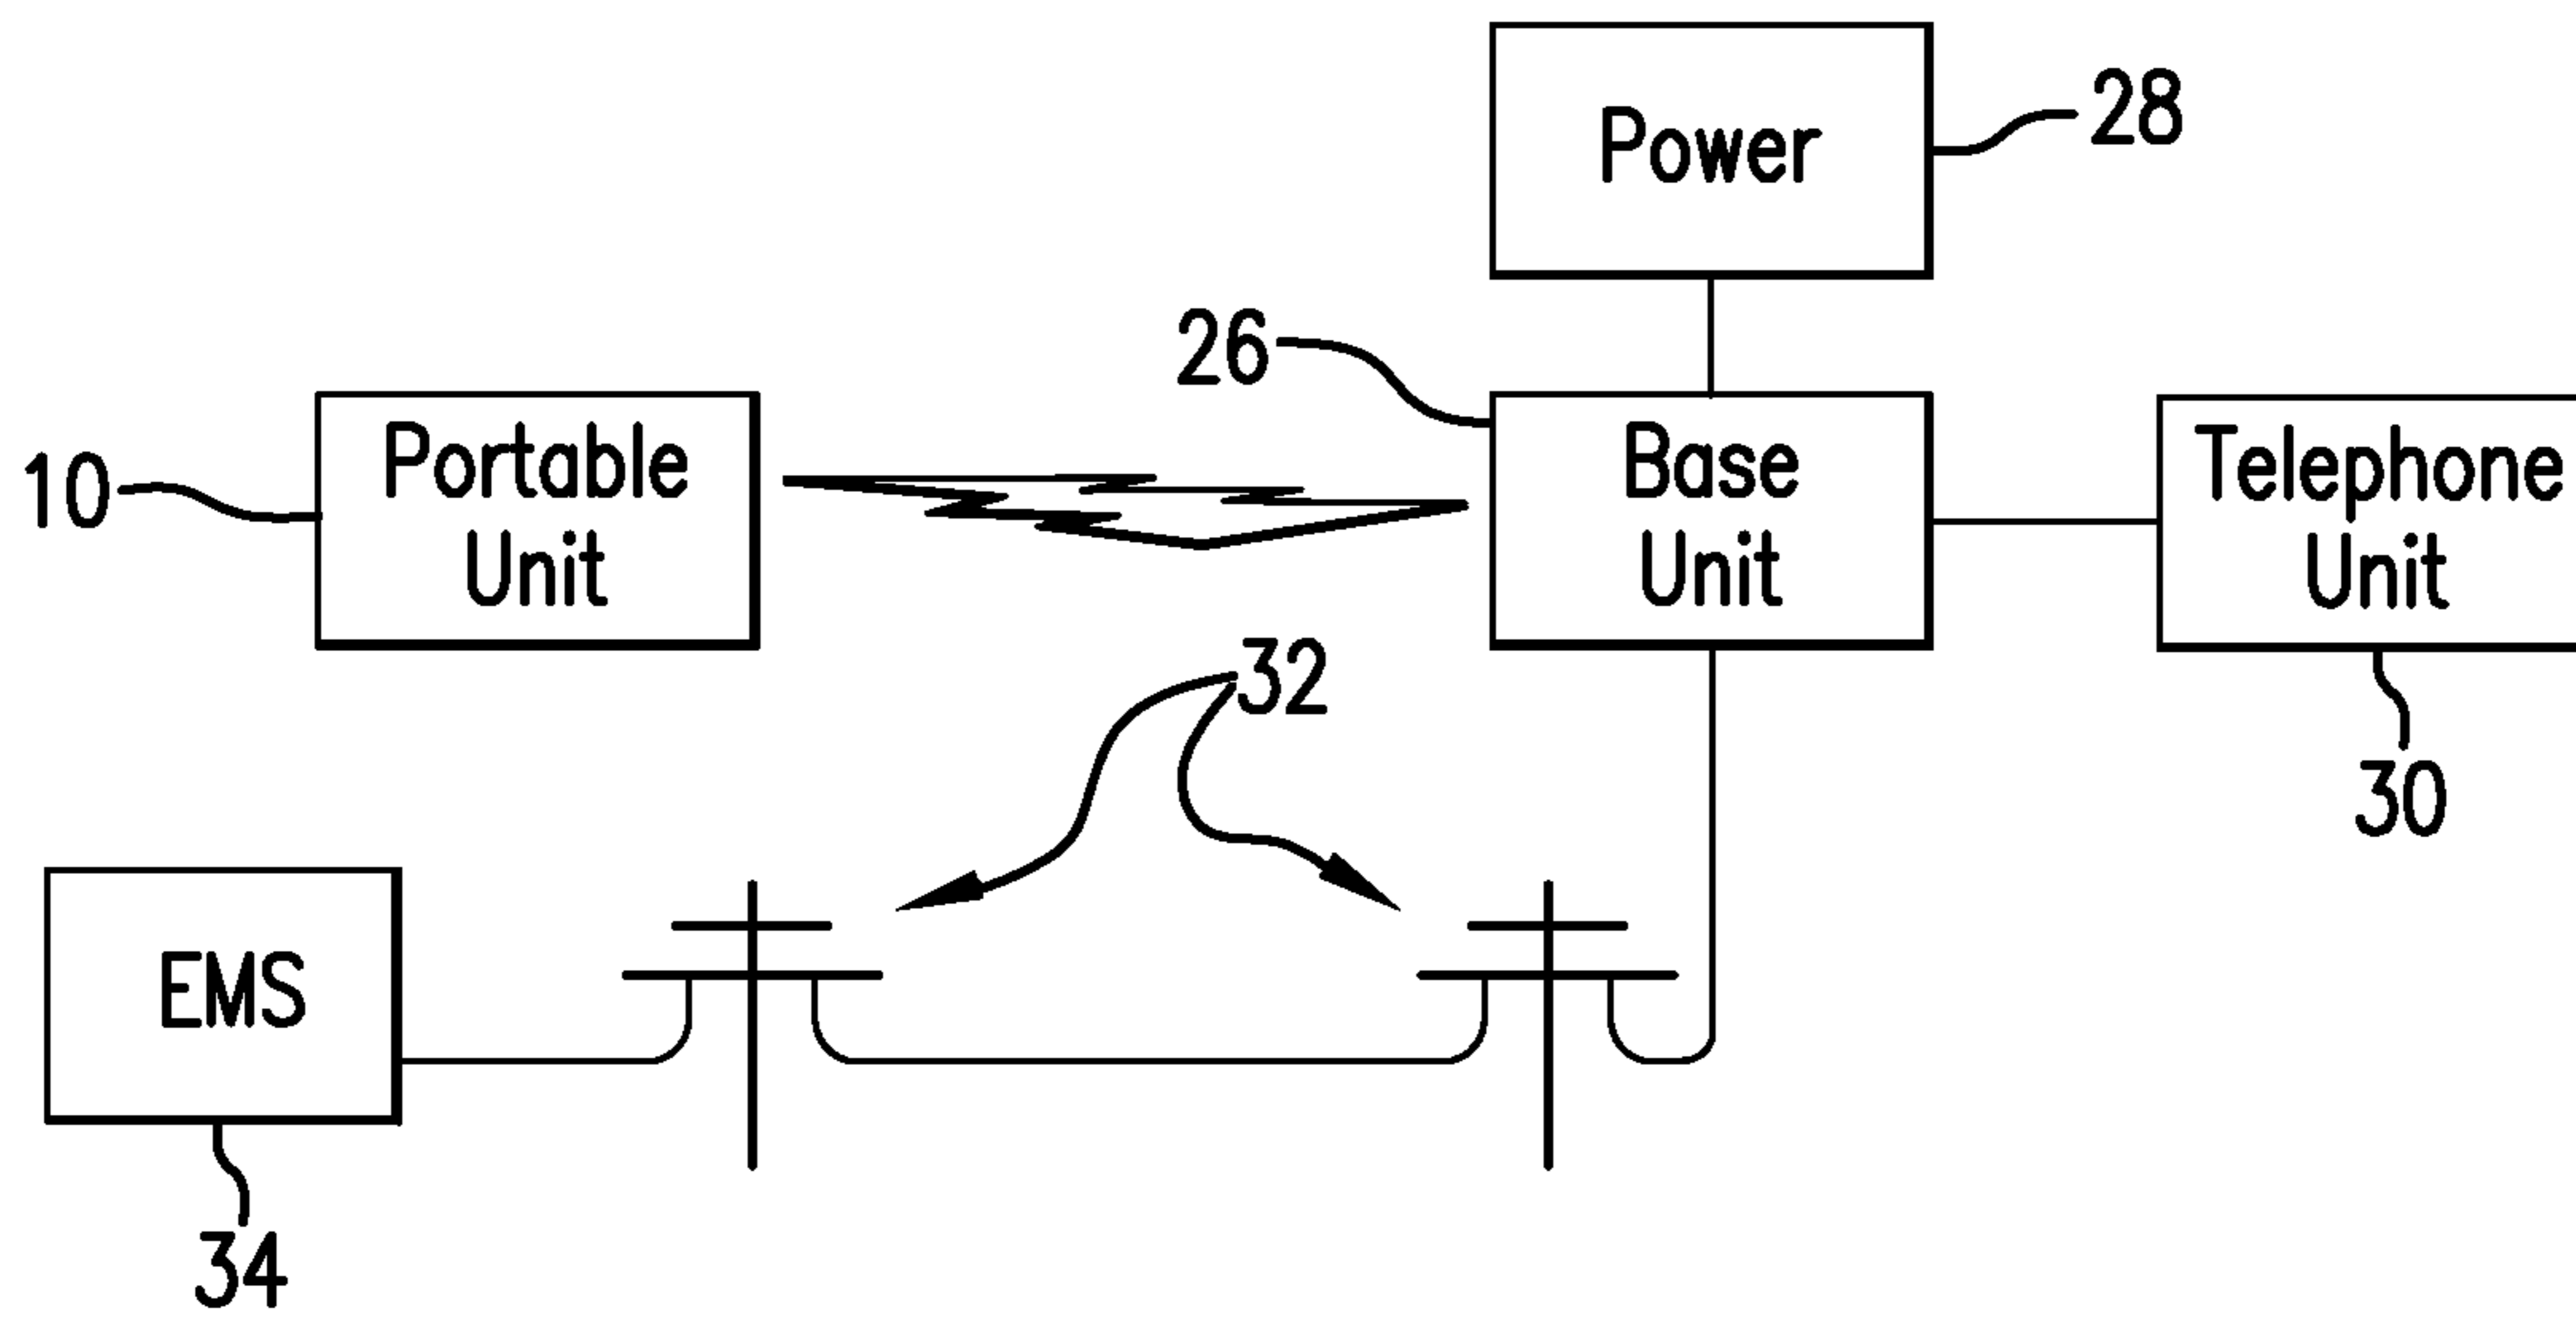 Power
28
26
Portable
Unit
10
Base
Unit
Telephone
Unit
32
30
EMS
34